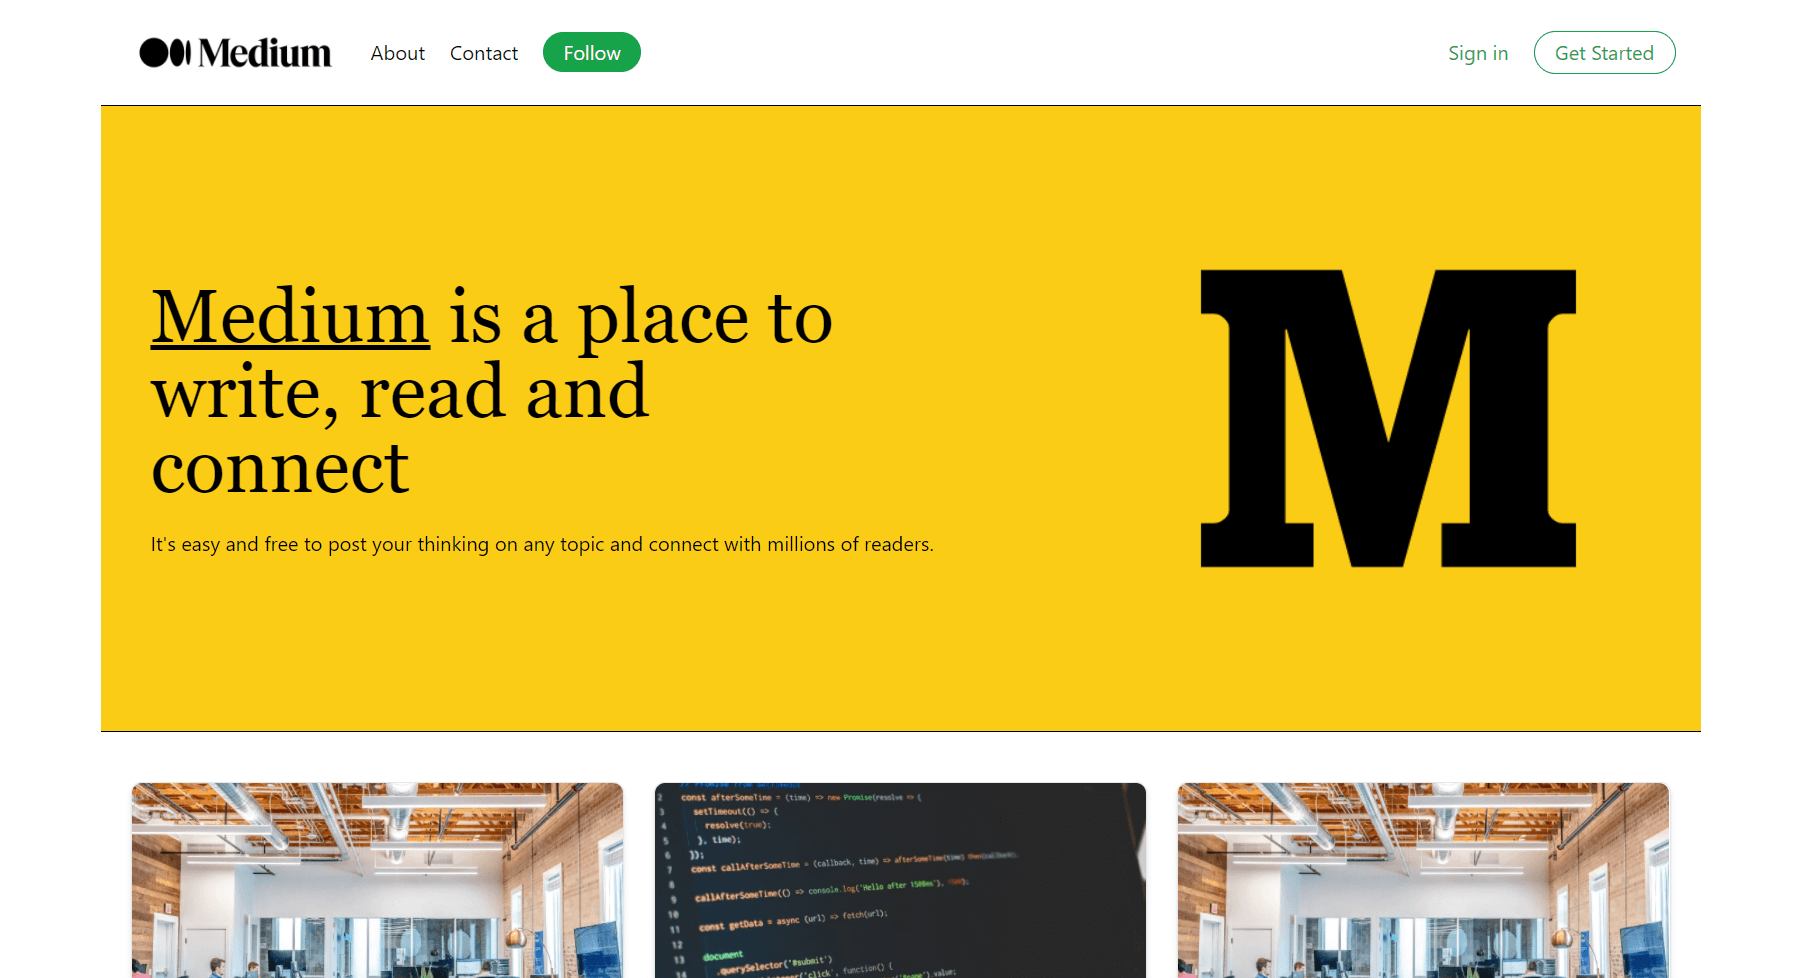 Medium
About
Contact
Follow
Sign in
Get Started
Medium is a place to
write, read and
connect
It's easy and free to post your thinking on any topic and connect with millions of readers.
M
2 const afterSomeTime = (time) => new Promise(resolve => {
3 setTimeout(() => {
4 resolve(true);
5 }, time);
6 });
7 const callAfterSomeTime = (callback, time) => afterSomeTime(time)
8
9 callAfterSomeTime(() => console.log('Hello after 1500ms'),
10
11 const getData = async (url) => fetch(url);
12
13 document
14 .querySelector('#submit')